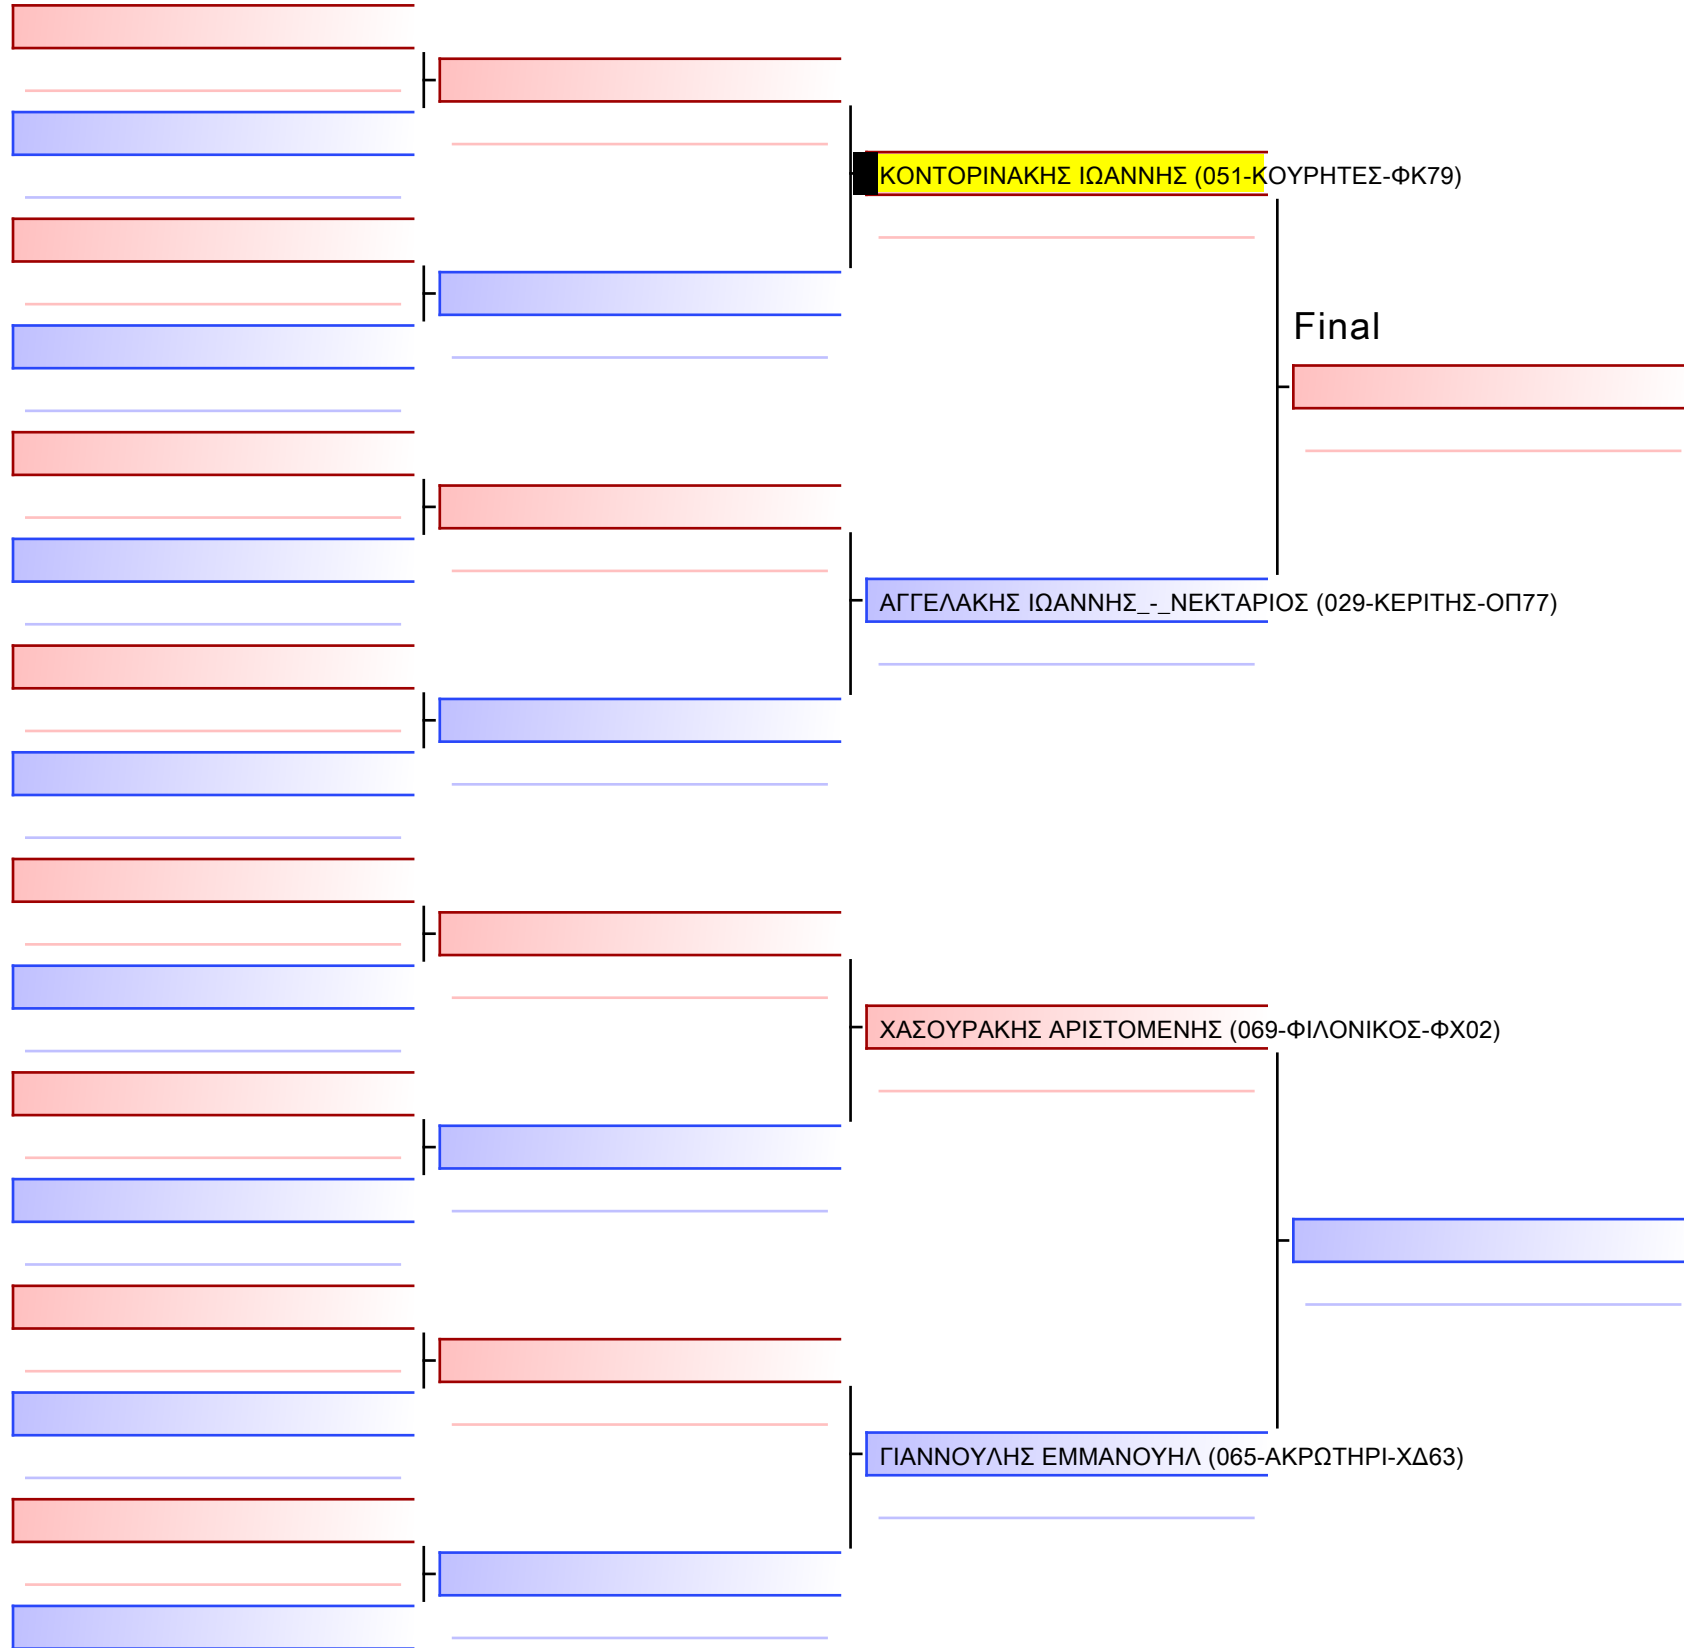 ΚΟΝΤΟΡΙΝΑΚΗΣ ΙΩΑΝΝΗΣ (051-ΚΟΥΡΗΤΕΣ-ΦΚ79)
Final
ΑΓΓΕΛΑΚΗΣ ΙΩΑΝΝΗΣ_-_ΝΕΚΤΑΡΙΟΣ (029-ΚΕΡΙΤΗΣ-ΟΠ77)
ΧΑΣΟΥΡΑΚΗΣ ΑΡΙΣΤΟΜΕΝΗΣ (069-ΦΙΛΟΝΙΚΟΣ-ΦΧ02)
ΓΙΑΝΝΟΥΛΗΣ ΕΜΜΑΝΟΥΗΛ (065-ΑΚΡΩΤΗΡΙ-ΧΔ63)